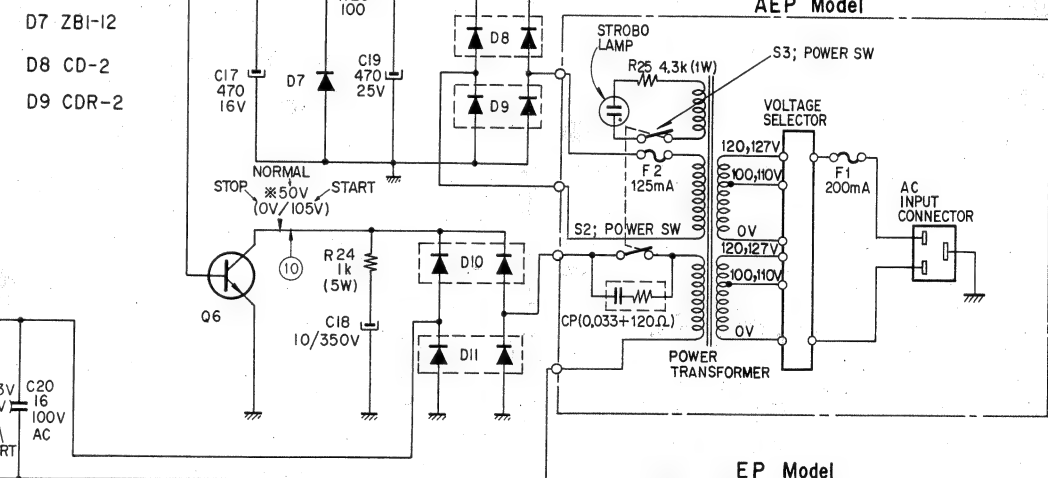 AEP Model
D7 ZB1-12
D8 CD-2
D9 CDR-2
100
C17
470
16V
D7
C19
470
25V
D8
D9
STROBO
LAMP
R25 4.3k(1W)
S3; POWER SW
F2
125mA
VOLTAGE
SELECTOR
120,127V
100,110V
0V
120,127V
100,110V
0V
F1
200mA
AC
INPUT
CONNECTOR
NORMAL
STOP
※50V
START
(0V/105V)
10
Q6
R24
1k
(5W)
C18
10/350V
D10
D11
S2; POWER SW
CP(0.033+120Ω)
POWER
TRANSFORMER
3V
V)
C20
16
100V
AC
RT
EP Model